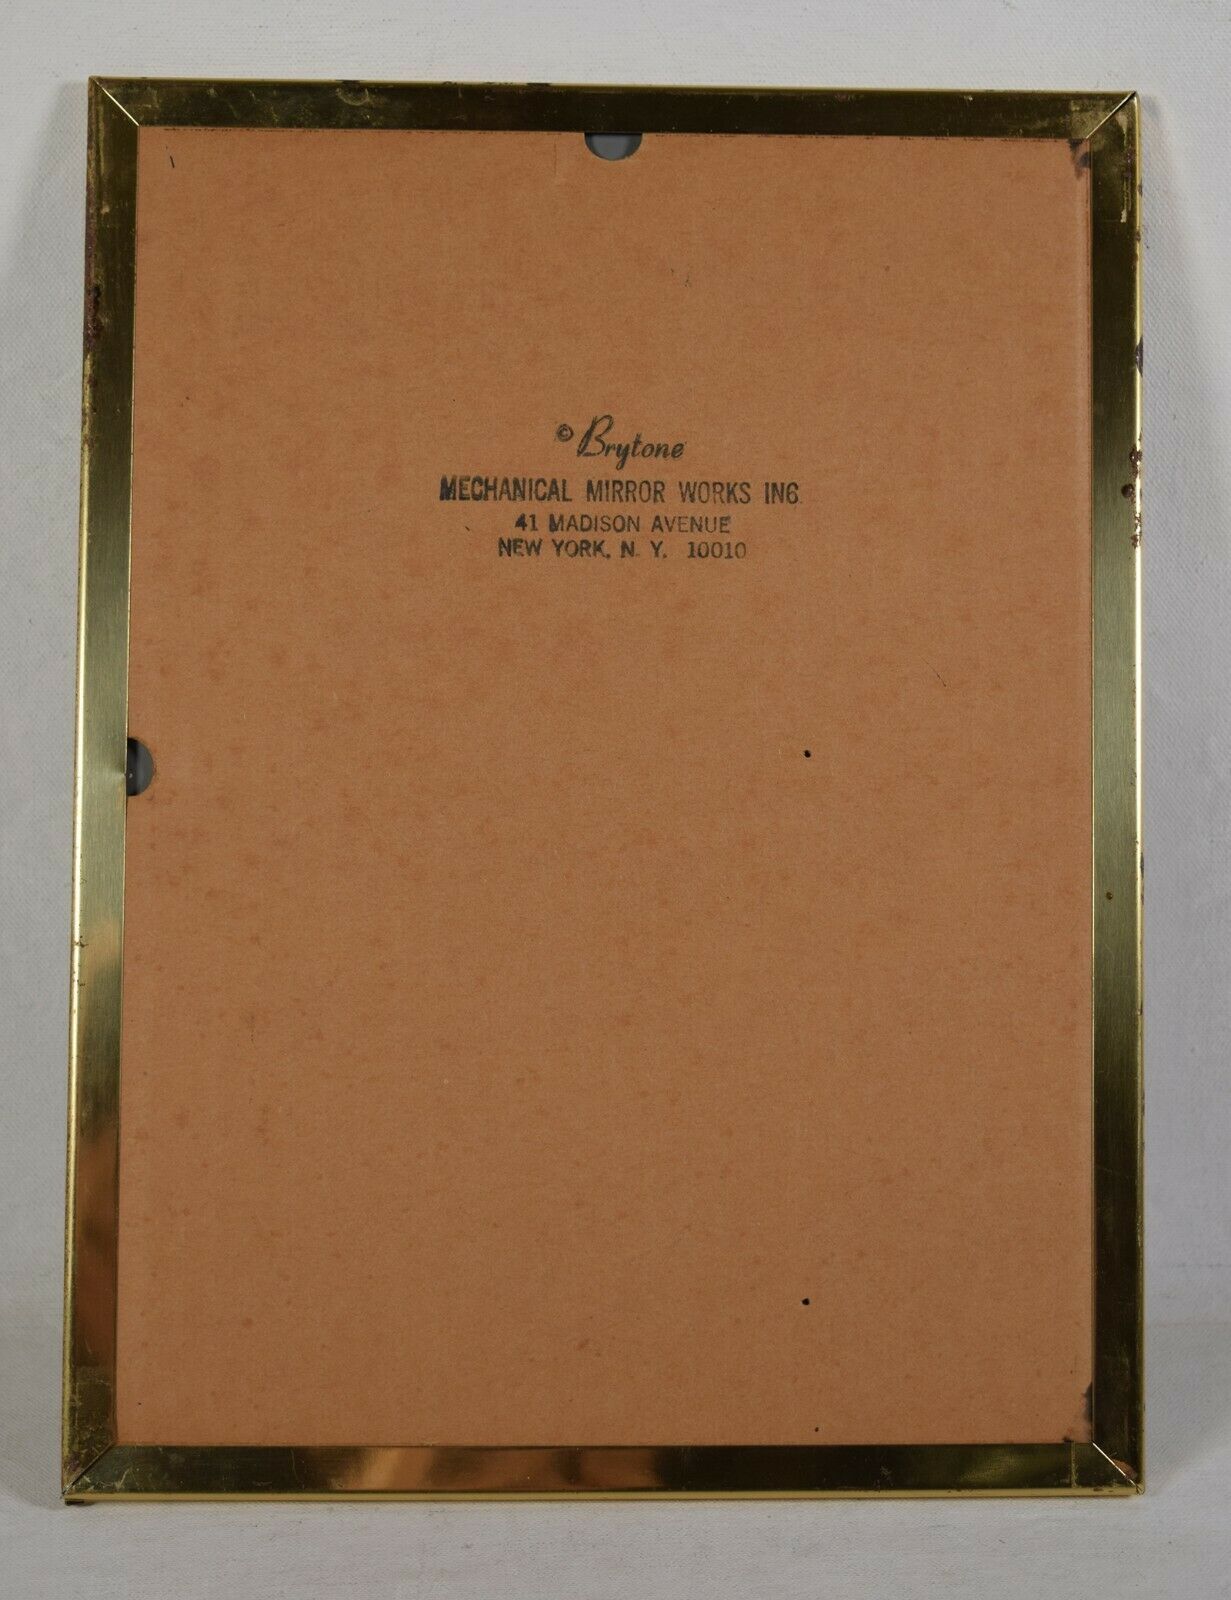 © Brytone
MECHANICAL MIRROR WORKS INC.
41 MADISON AVENUE
NEW YORK, N. Y. 10010